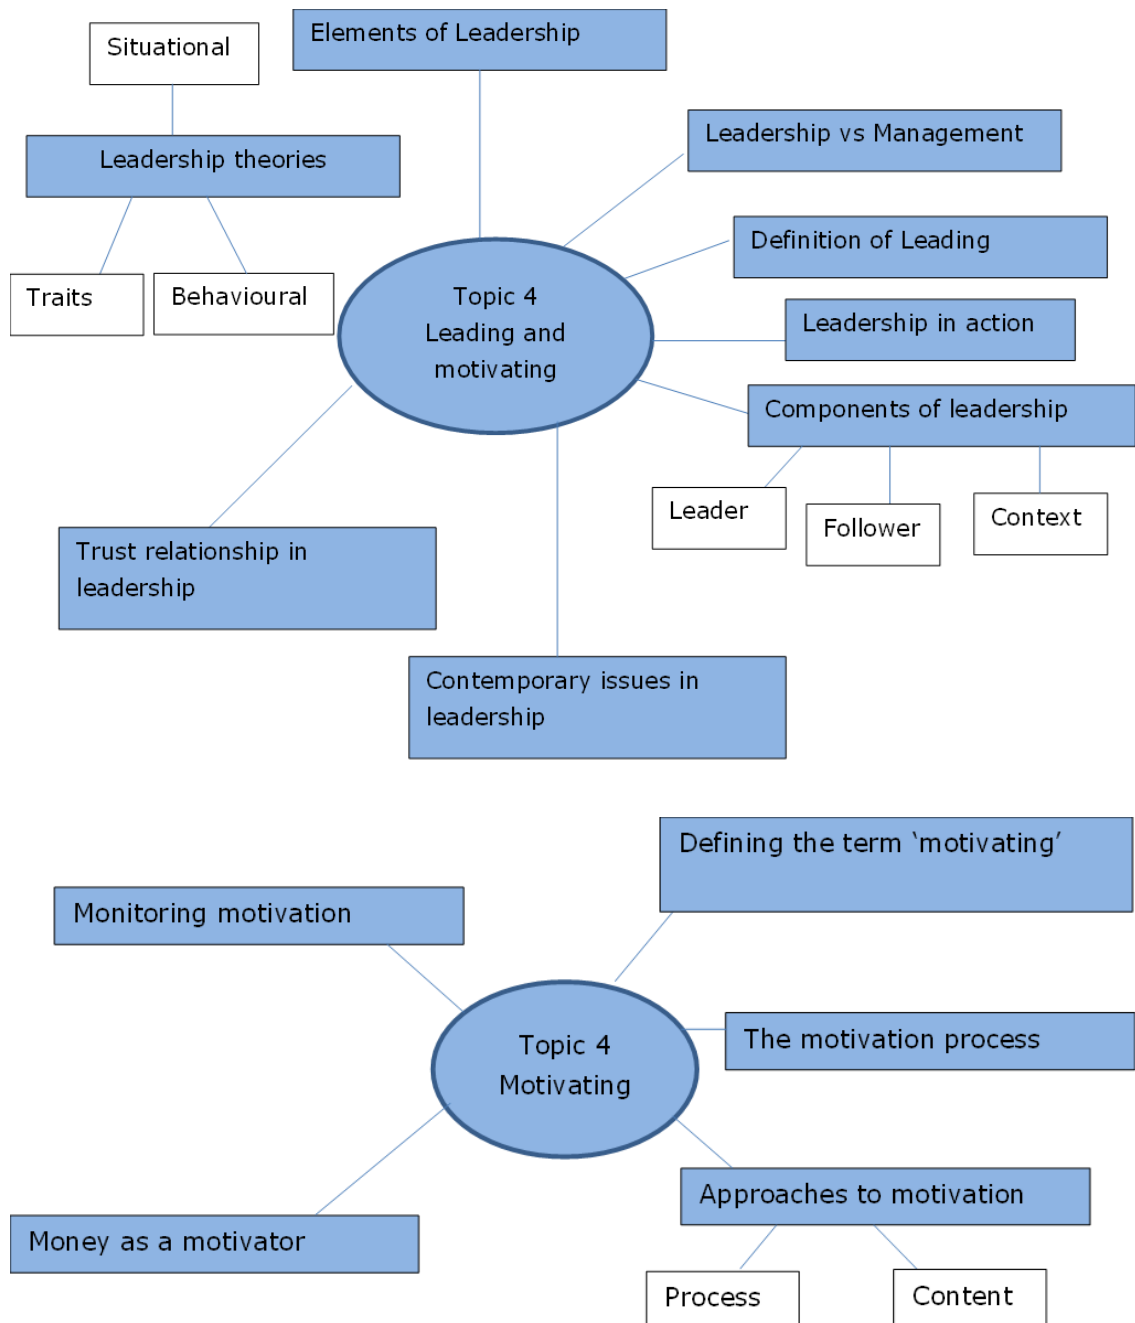 Elements of Leadership
Situational
Leadership vs Management
Leadership theories
Definition of Leading
Traits
Behavioural
Topic 4
Leading and
motivating
Leadership in action
Components of leadership
Leader
Follower
Context
Trust relationship in
leadership
Contemporary issues in
leadership
Defining the term ‘motivating’
Monitoring motivation
The motivation process
Topic 4
Motivating
Approaches to motivation
Money as a motivator
Process
Content